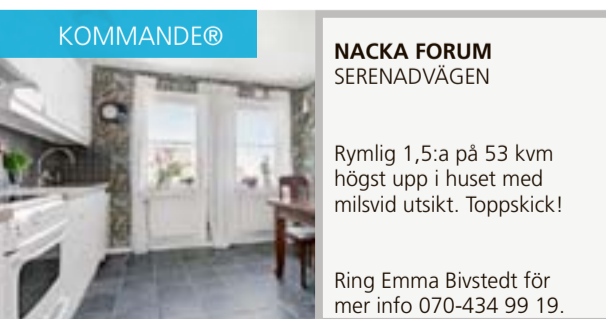 KOMMANDE®
NACKA FORUM
SERENADVÄGEN
Rymlig 1,5:a på 53 kvm
högst upp i huset med
milsvid utsikt. Toppskick!
Ring Emma Bivstedt för
mer info 070-434 99 19.